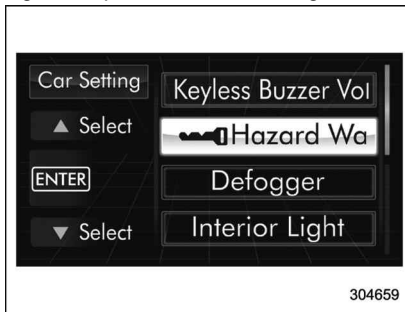 Car Setting
▲ Select
ENTER
▼ Select
Keyless Buzzer Vol
Hazard Wa
Defogger
Interior Light
304659